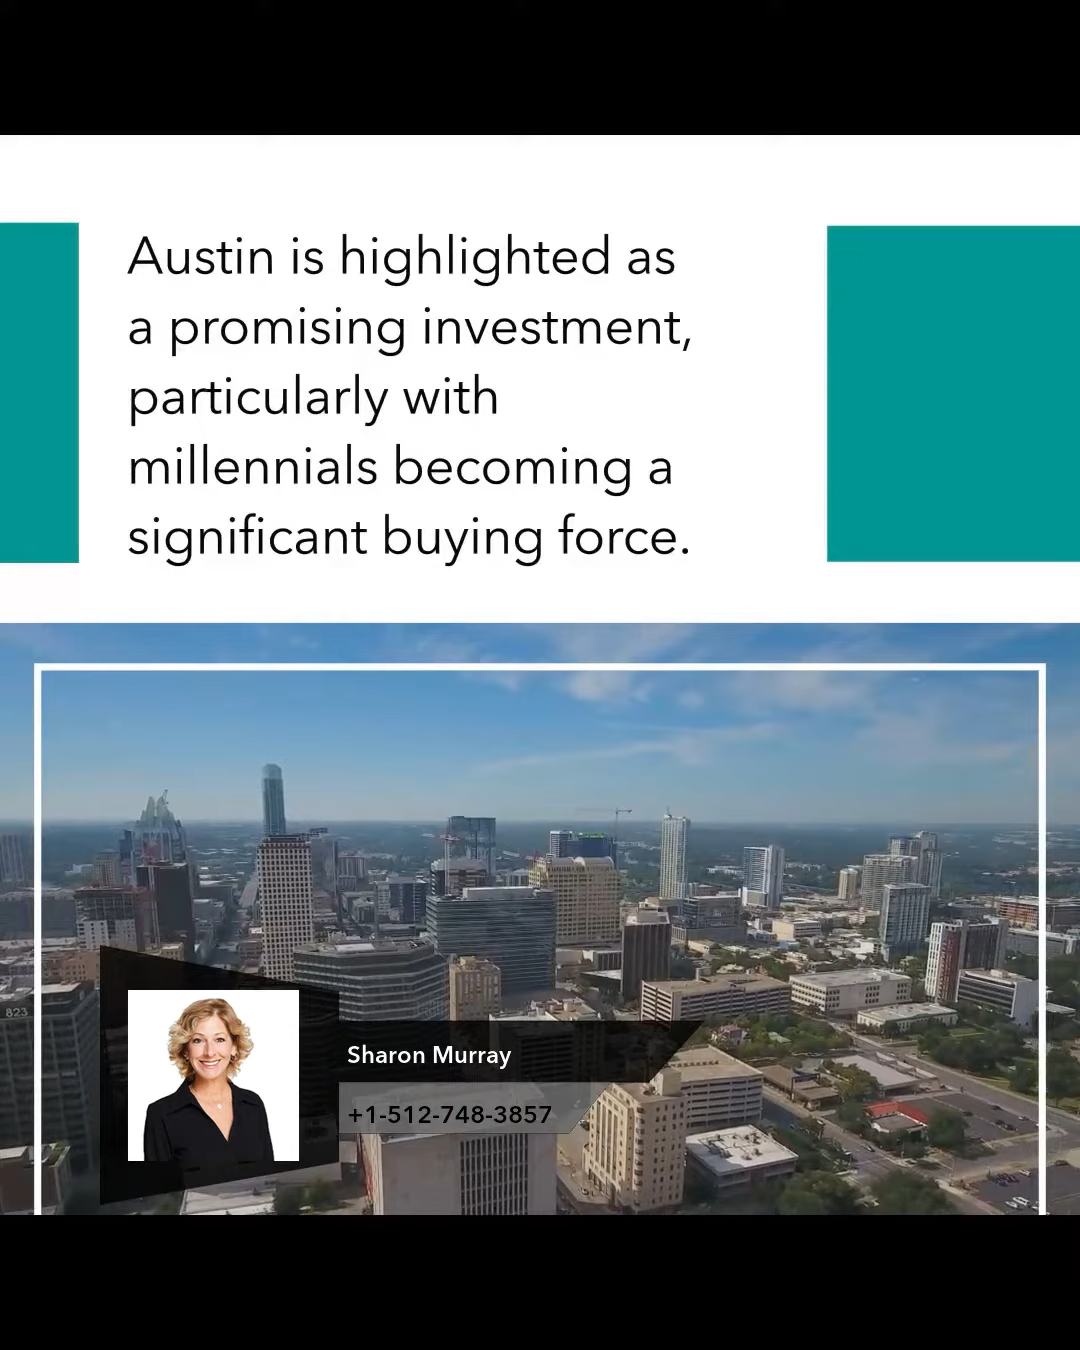 Austin is highlighted as
a promising investment,
particularly with
millennials becoming a
significant buying force.
823
Sharon Murray
+1-512-748-3857